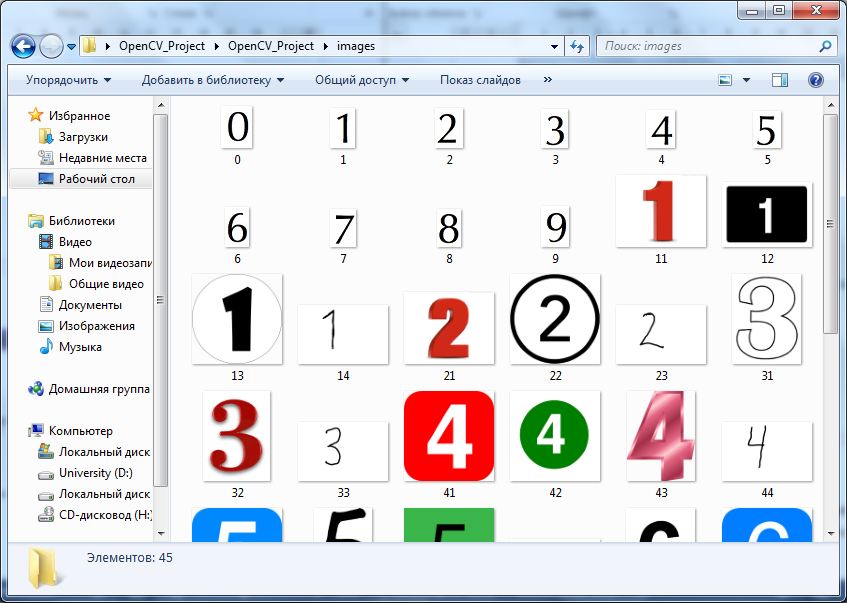 OpenCV_Project OpenCV_Project images
Поиск: images
Упорядочить Добавить в библиотеку Общий доступ Показ слайдов »
Избранное
Загрузки
Недавние места
Рабочий стол
Библиотеки
Видео
Мои видеозапи
Общие видео
Документы
Изображения
Музыка
Домашняя группа
Компьютер
Локальный диск
University (D:)
Локальный диск
CD-дисковод (H:)
0 1 2 3 4 5
0 1 2 3 4 5
6 7 8 9 1 1
6 7 8 9 11 12
1 1 2 2 2 3
13 14 21 22 23 31
3 3 4 4 4 4
32 33 41 42 43 44
5 5 5
Элементов: 45